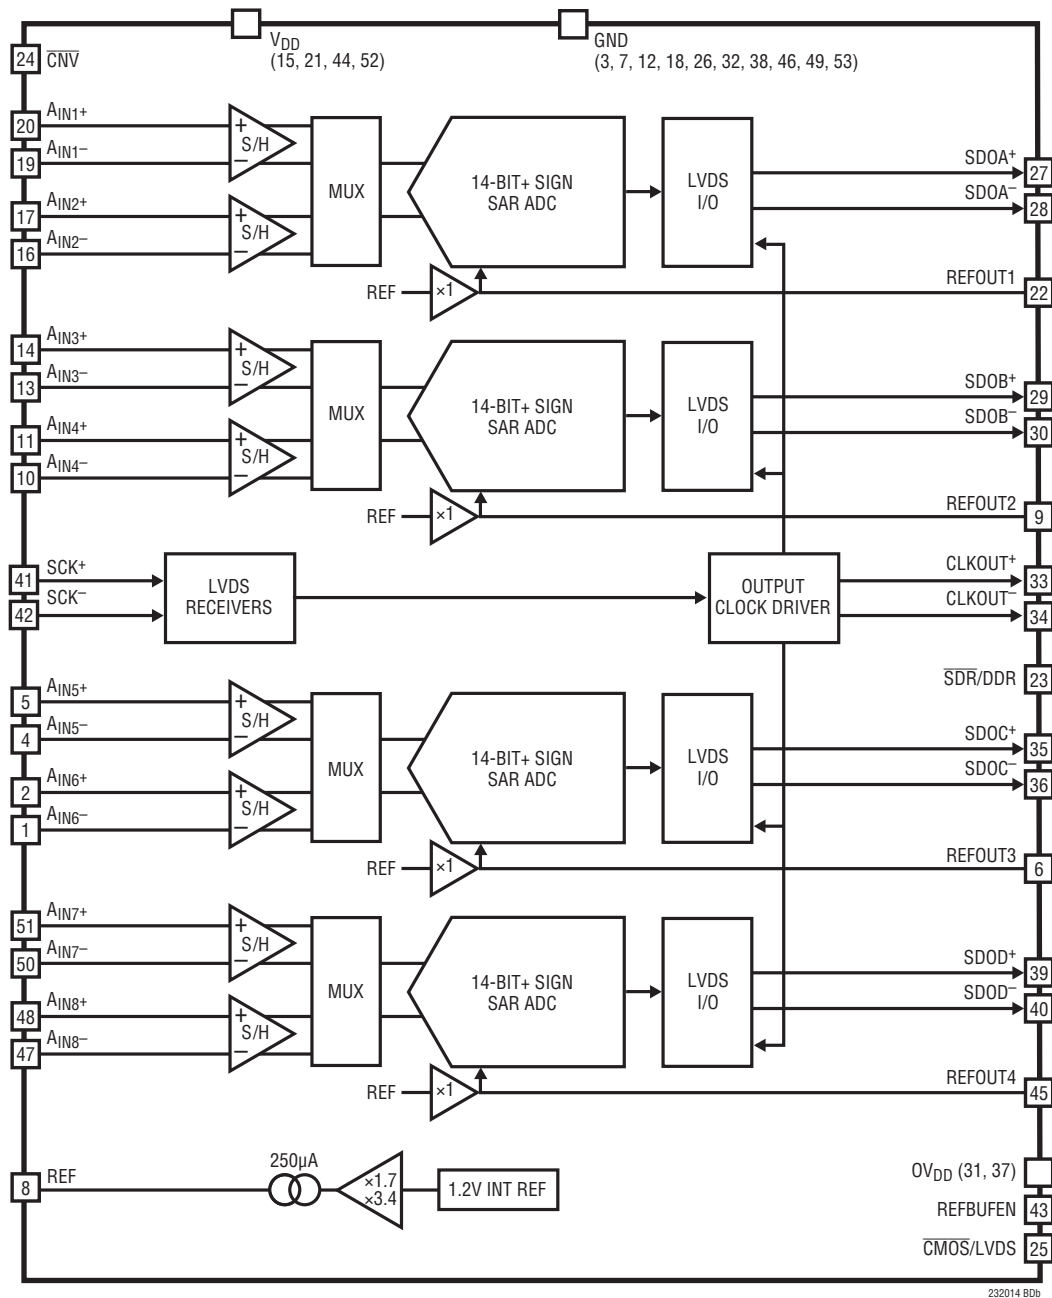 24 CNV
VDD
(15, 21, 44, 52)
GND
(3, 7, 12, 18, 26, 32, 38, 46, 49, 53)
20 AIN1+
19 AIN1–
17 AIN2+
16 AIN2–
+ S/H –
+ S/H –
MUX
14-BIT+ SIGN
SAR ADC
LVDS
I/O
SDOA+ 27
SDOA– 28
REF ×1
REFOUT1 22
14 AIN3+
13 AIN3–
11 AIN4+
10 AIN4–
+ S/H –
+ S/H –
MUX
14-BIT+ SIGN
SAR ADC
LVDS
I/O
SDOB+ 29
SDOB– 30
REF ×1
REFOUT2 9
41 SCK+
42 SCK–
LVDS
RECEIVERS
OUTPUT
CLOCK DRIVER
CLKOUT+ 33
CLKOUT– 34
SDR/DDR 23
5 AIN5+
4 AIN5–
2 AIN6+
1 AIN6–
+ S/H –
+ S/H –
MUX
14-BIT+ SIGN
SAR ADC
LVDS
I/O
SDOC+ 35
SDOC– 36
REF ×1
REFOUT3 6
51 AIN7+
50 AIN7–
48 AIN8+
47 AIN8–
+ S/H –
+ S/H –
MUX
14-BIT+ SIGN
SAR ADC
LVDS
I/O
SDOD+ 39
SDOD– 40
REF ×1
REFOUT4 45
8 REF
250µA
×1.7
×3.4
1.2V INT REF
OVDD (31, 37)
REFBUFEN 43
CMOS/LVDS 25
232014 BDb